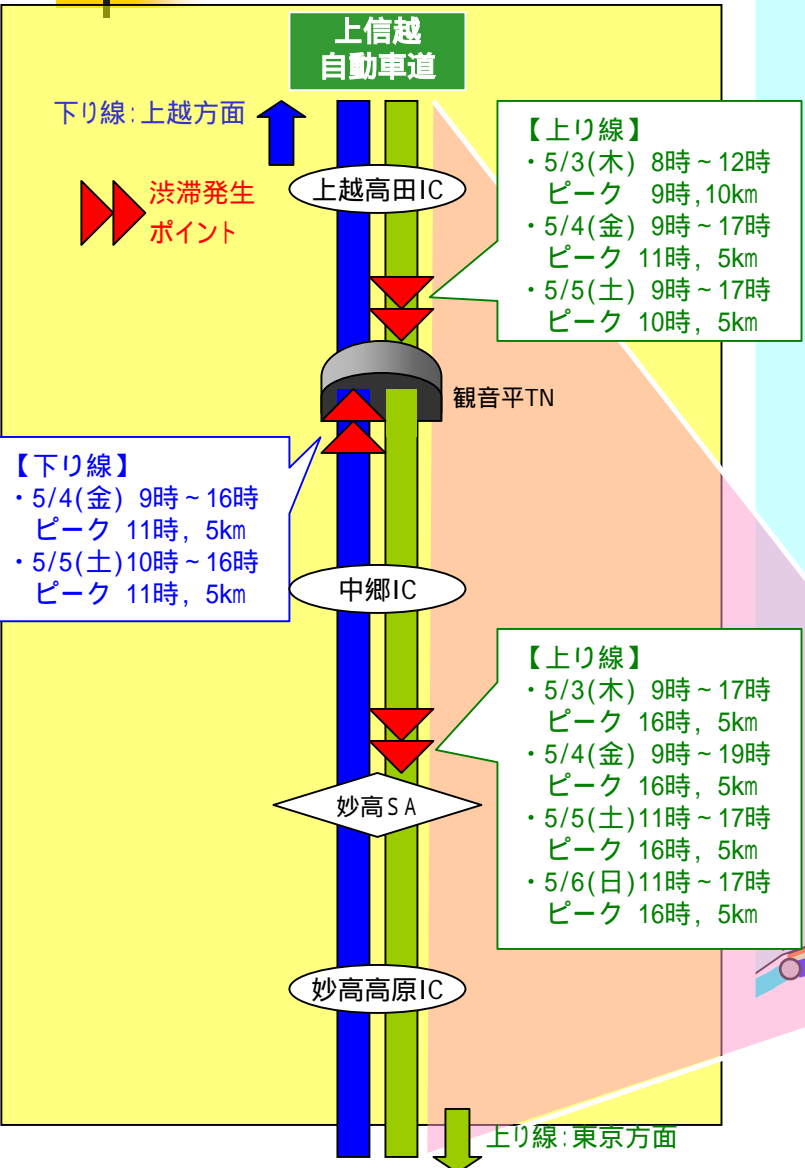 上信越
自動車道
下り線:上越方面
渋滞発生
ポイント
上越高田IC
【上り線】
・5/3(木) 8時~12時
ピーク 9時,10km
・5/4(金) 9時~17時
ピーク 11時, 5km
・5/5(土) 9時~17時
ピーク 10時, 5km
観音平TN
【下り線】
・5/4(金) 9時~16時
ピーク 11時, 5km
・5/5(土)10時~16時
ピーク 11時, 5km
中郷IC
【上り線】
・5/3(木) 9時~17時
ピーク 16時, 5km
・5/4(金) 9時~19時
ピーク 16時, 5km
・5/5(土)11時~17時
ピーク 16時, 5km
・5/6(日)11時~17時
ピーク 16時, 5km
妙高SA
妙高高原IC
上り線:東京方面